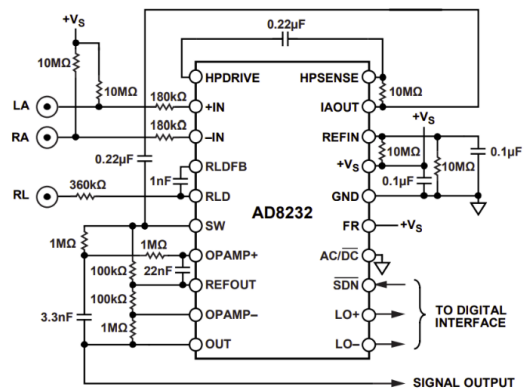 0.22µF
+VS
10MΩ
HPDRIVE
HPSENSE
10MΩ
180kΩ
10MΩ
LA
+IN
IAOUT
180kΩ
+VS
RA
–IN
REFIN
0.22µF
10MΩ
0.1µF
RLDFB
+VS
10MΩ
1nF
0.1µF
RL
360kΩ
RLD
GND
AD8232
SW
FR
+VS
1MΩ
1MΩ
OPAMP+
AC/DC
100kΩ
22nF
REFOUT
SDN
100kΩ
TO DIGITAL
INTERFACE
3.3nF
OPAMP–
LO+
1MΩ
OUT
LO–
SIGNAL OUTPUT